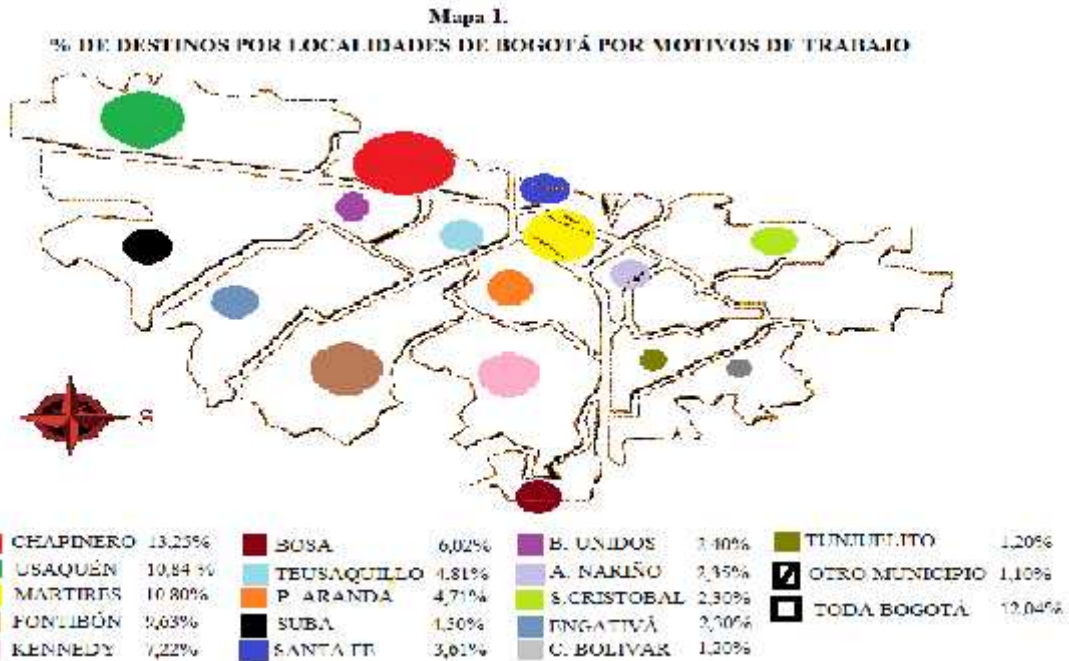 Mapa 1.
% DE DESTINOS POR LOCALIDADES DE BOGOTÁ POR MOTIVOS DE TRABAJO
S
CHAPINERO 13,25%
USAQUÉN 10,84 %
MARTIRES 10,80%
FONTIBÓN 9,63%
KENNEDY 7,22%
BOSA 6,02%
TEUSAQUILLO 4,81%
P. ARANDA 4,71%
SUBA 4,50%
SANTA FE 3,61%
B. UNIDOS 2,40%
A. NARIÑO 2,35%
S.CRISTOBAL 2,30%
ENGATIVÁ 2,30%
C. BOLIVAR 1,20%
TUNJUELITO 1,20%
OTRO MUNICIPIO 1,10%
TODA BOGOTÁ 12,04%